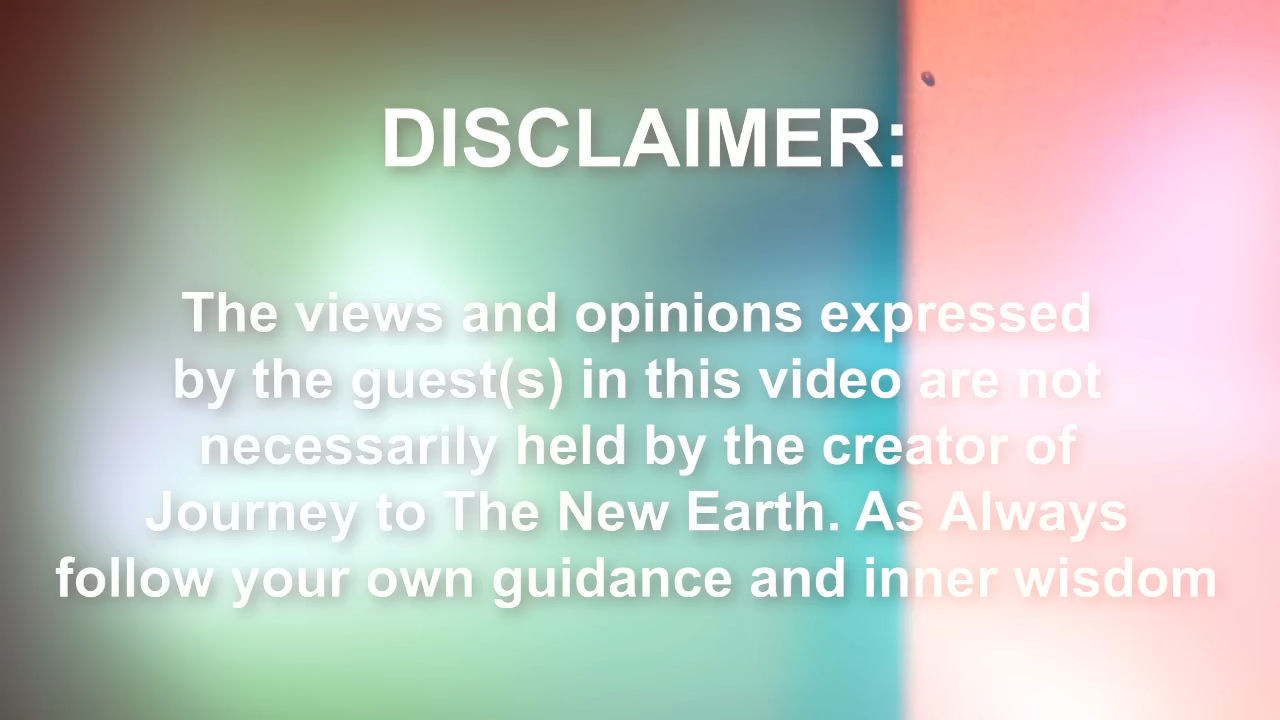 DISCLAIMER:
The views and opinions expressed
by the guest(s) in this video are not
necessarily held by the creator of
Journey to The New Earth. As Always
follow your own guidance and inner wisdom